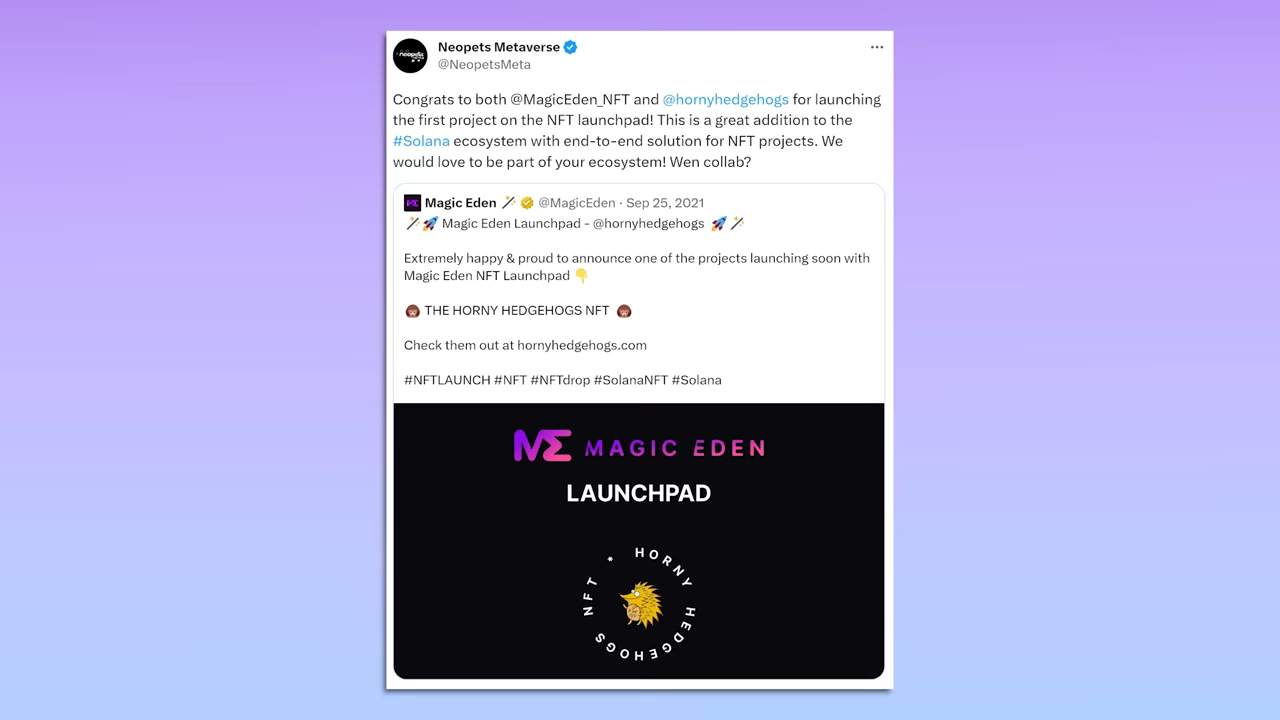 Neopets Metaverse
@NeopetsMeta
Congrats to both @MagicEden_NFT and @hornyhedgehogs for launching
the first project on the NFT launchpad! This is a great addition to the
#Solana ecosystem with end-to-end solution for NFT projects. We
would love to be part of your ecosystem! Wen collab?
Magic Eden @MagicEden · Sep 25, 2021
Magic Eden Launchpad - @hornyhedgehogs
Extremely happy & proud to announce one of the projects launching soon with
Magic Eden NFT Launchpad
THE HORNY HEDGEHOGS NFT
Check them out at hornyhedgehogs.com
#NFTLAUNCH #NFT #NFTdrop #SolanaNFT #Solana
ME MAGIC EDEN
LAUNCHPAD
* HORNY HEDGEHOGS NFT